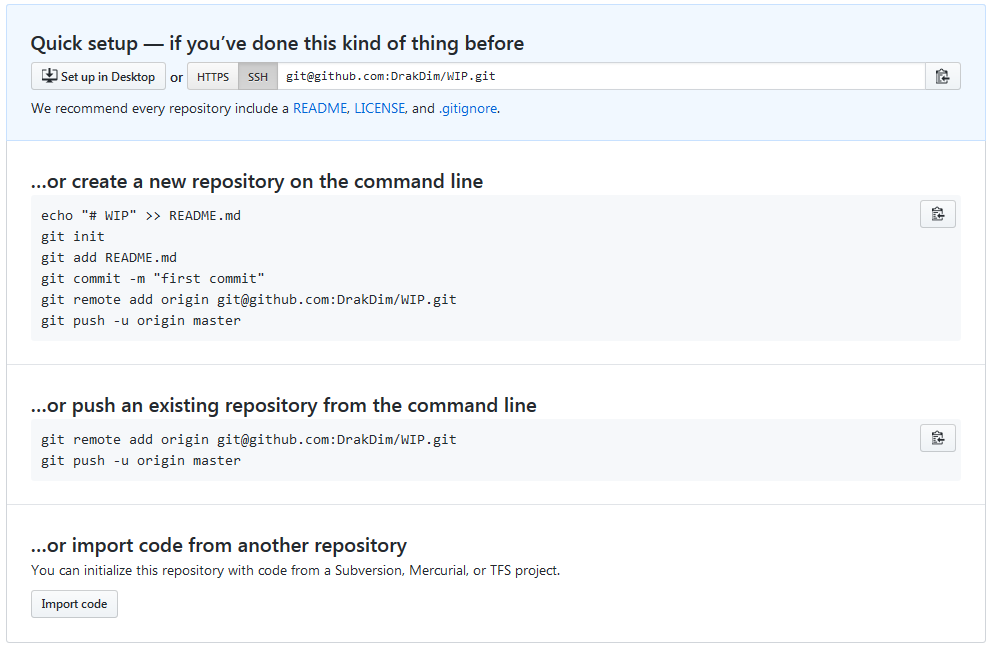 Quick setup — if you’ve done this kind of thing before
Set up in Desktop or HTTPS SSH git@github.com:DrakDim/WIP.git
We recommend every repository include a README, LICENSE, and .gitignore.
…or create a new repository on the command line
echo "# WIP" >> README.md
git init
git add README.md
git commit -m "first commit"
git remote add origin git@github.com:DrakDim/WIP.git
git push -u origin master
…or push an existing repository from the command line
git remote add origin git@github.com:DrakDim/WIP.git
git push -u origin master
…or import code from another repository
You can initialize this repository with code from a Subversion, Mercurial, or TFS project.
Import code